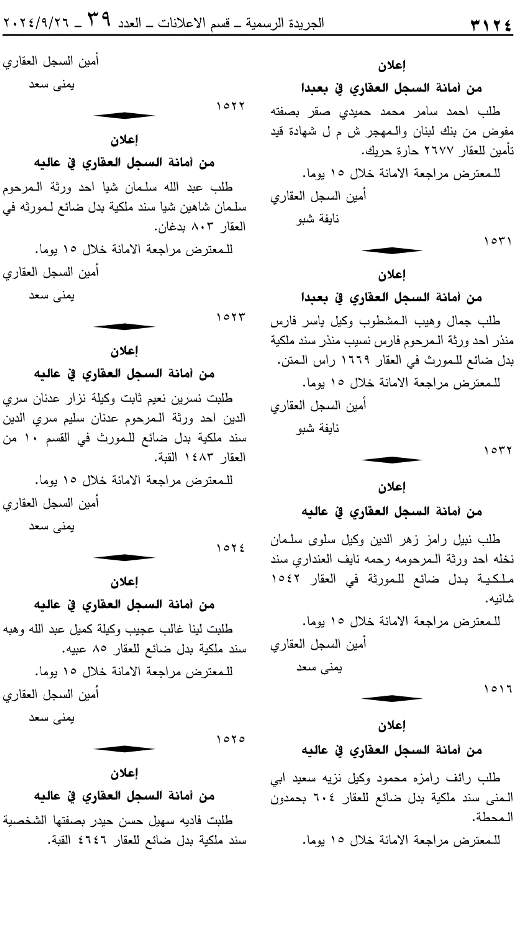 ٣١٢٤
الجريدة الرسمية ــ قسم الاعلانات ــ العدد ٣٩ ــ ٢٠٢٤/٩/٢٦
إعلان
من أمانة السجل العقاري في بعبدا
طلب احمد سامر محمد حميدي صقر بصفته
مفوض من بنك لبنان والمهجر ش م ل شهادة قيد
تأمين للعقار ٢٦٧٧ حارة حريك.
للمعترض مراجعة الامانة خلال ١٥ يوما.
أمين السجل العقاري
نايفة شبو
١٥٣١
إعلان
من أمانة السجل العقاري في بعبدا
طلب جمال وهيب المشطوب وكيل ياسر فارس
منذر احد ورثة المرحوم فارس نسيب منذر سند ملكية
بدل ضائع للمورث في العقار ١٦٦٩ راس المتن.
للمعترض مراجعة الامانة خلال ١٥ يوما.
أمين السجل العقاري
نايفة شبو
١٥٣٢
إعلان
من أمانة السجل العقاري في عاليه
طلب نبيل رامز زهر الدين وكيل سلوى سلمان
نخله احد ورثة المرحومه رحمه نايف العنداري سند
ملكية بدل ضائع للمورثة في العقار ١٥٤٢
شانيه.
للمعترض مراجعة الامانة خلال ١٥ يوما.
أمين السجل العقاري
يمنى سعد
١٥١٦
إعلان
من أمانة السجل العقاري في عاليه
طلب رائف رامزه محمود وكيل نزيه سعيد ابي
المنى سند ملكية بدل ضائع للعقار ٦٠٤ بحمدون
المحطة.
للمعترض مراجعة الامانة خلال ١٥ يوما.
أمين السجل العقاري
يمنى سعد
١٥٢٢
إعلان
من أمانة السجل العقاري في عاليه
طلب عبد الله سلمان شيا احد ورثة المرحوم
سلمان شاهين شيا سند ملكية بدل ضائع لمورثه في
العقار ٨٠٣ بدغان.
للمعترض مراجعة الامانة خلال ١٥ يوما.
أمين السجل العقاري
يمنى سعد
١٥٢٣
إعلان
من أمانة السجل العقاري في عاليه
طلبت نسرين نعيم ثابت وكيلة نزار عدنان سري
الدين احد ورثة المرحوم عدنان سليم سري الدين
سند ملكية بدل ضائع للمورث في القسم ١٠ من
العقار ١٤٨٣ القبة.
للمعترض مراجعة الامانة خلال ١٥ يوما.
أمين السجل العقاري
يمنى سعد
١٥٢٤
إعلان
من أمانة السجل العقاري في عاليه
طلبت لينا غالب عجيب وكيلة كميل عبد الله وهبه
سند ملكية بدل ضائع للعقار ٨٥ عبيه.
للمعترض مراجعة الامانة خلال ١٥ يوما.
أمين السجل العقاري
يمنى سعد
١٥٢٥
إعلان
من أمانة السجل العقاري في عاليه
طلبت فاديه سهيل حسن حيدر بصفتها الشخصية
سند ملكية بدل ضائع للعقار ٤٦٤٦ القبة.